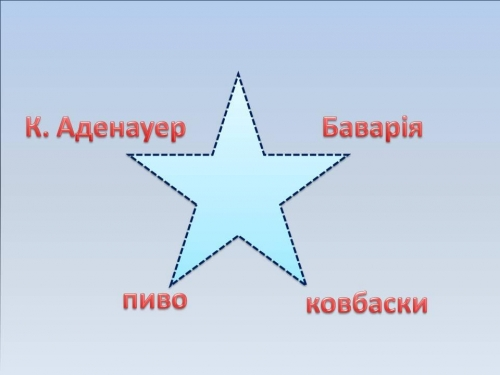 К. Аденауер
Баварія
пиво
ковбаски